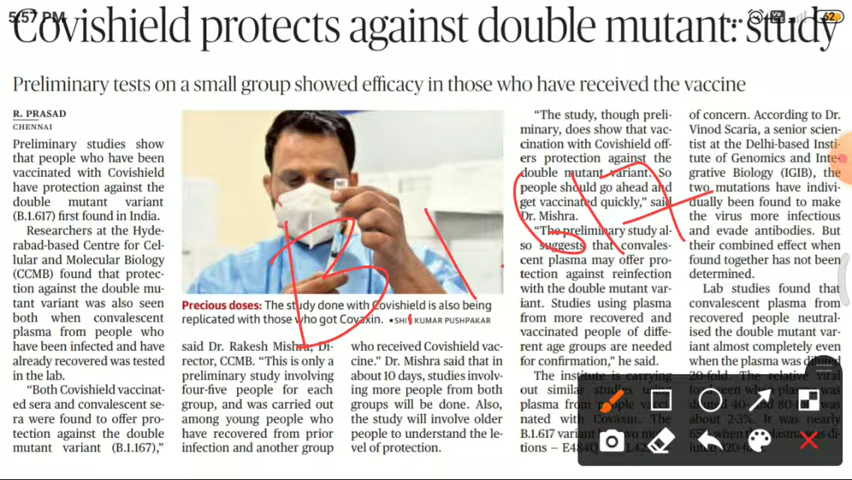 5:57 PM
62
Covishield protects against double mutant: study
Preliminary tests on a small group showed efficacy in those who have received the vaccine
R. PRASAD
CHENNAI
Preliminary studies show
that people who have been
vaccinated with Covishield
have protection against the
double mutant variant
(B.1.617) first found in India.
Researchers at the Hyde-
rabad-based Centre for Cel-
lular and Molecular Biology
(CCMB) found that protec-
tion against the double mu-
tant variant was also seen
both when convalescent
plasma from people who
have been infected and have
already recovered was tested
in the lab.
"Both Covishield vaccinat-
ed sera and convalescent se-
ra were found to offer pro-
tection against the double
mutant variant (B.1.167),"
Precious doses: The study done with Covishield is also being
replicated with those who got Covaxin. •SHIV KUMAR PUSHPAKAR
said Dr. Rakesh Mishra, Di-
rector, CCMB. "This is only a
preliminary study involving
four-five people for each
group, and was carried out
among young people who
have recovered from prior
infection and another group
who received Covishield vac-
cine." Dr. Mishra said that in
about 10 days, studies involv-
ing more people from both
groups will be done. Also,
the study will involve older
people to understand the le-
vel of protection.
"The study, though preli-
minary, does show that vac-
cination with Covishield off-
ers protection against the
double mutant variant. So
people should go ahead and
get vaccinated quickly," said
Dr. Mishra.
"The preliminary study al-
so suggests that convales-
cent plasma may offer pro-
tection against reinfection
with the double mutant var-
iant. Studies using plasma
from more recovered and
vaccinated people of differ-
rent age groups are needed
for confirmation," he said.
The institute is carrying
out similar
plasma from
nated with Covaxin. The
B.1.617 variant
tions – E484Q
of concern. According to Dr.
Vinod Scaria, a senior scien-
tist at the Delhi-based Insti-
tute of Genomics and Inte-
grative Biology (IGIB), the
two mutations have indivi-
dually been found to make
the virus more infectious
and evade antibodies. But
their combined effect when
found together has not been
determined.
Lab studies found that
convalescent plasma from
recovered people neutral-
ised the double mutant var-
iant almost completely even
when the plasma was diluted
20-fold. The relative viral